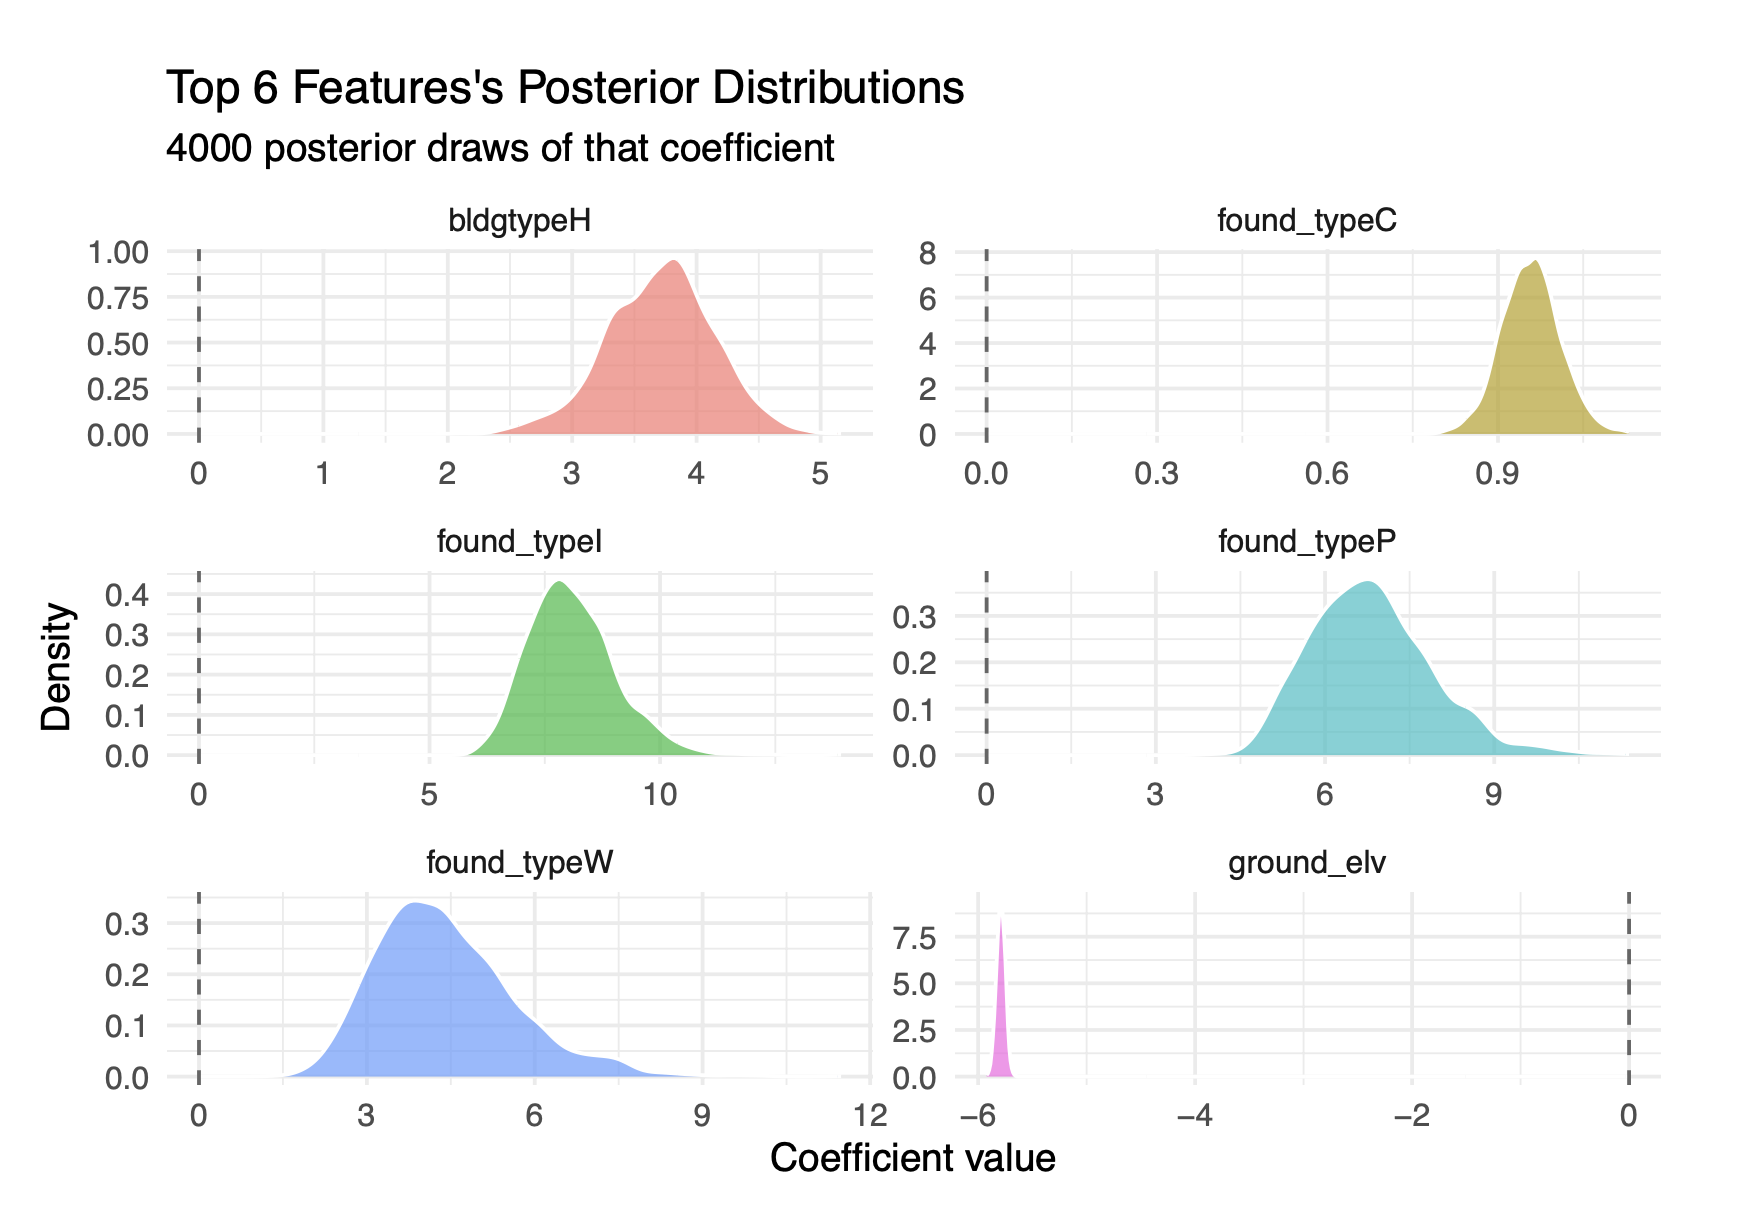 Top 6 Features's Posterior Distributions
4000 posterior draws of that coefficient
bldgtypeH
1.00
0.75
0.50
0.25
0.00
0 1 2 3 4 5
found_typeC
8
6
4
2
0
0.0 0.3 0.6 0.9
found_typeI
0.4
0.3
0.2
0.1
0.0
0 5 10
found_typeP
0.3
0.2
0.1
0.0
0 3 6 9
found_typeW
0.3
0.2
0.1
0.0
0 3 6 9 12
ground_elv
7.5
5.0
2.5
0.0
−6 −4 −2 0
Density
Coefficient value